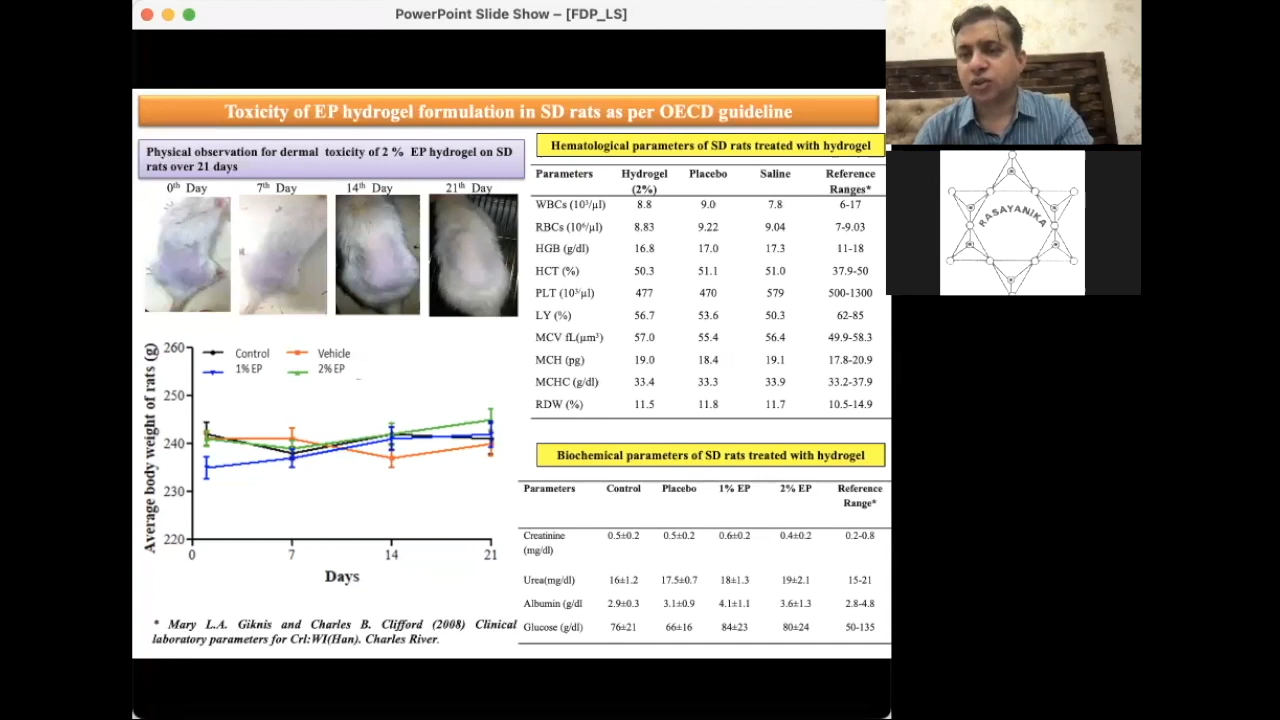 PowerPoint Slide Show – [FDP_LS]
Toxicity of EP hydrogel formulation in SD rats as per OECD guideline
Physical observation for dermal toxicity of 2 % EP hydrogel on SD
rats over 21 days
0th Day 7th Day 14th Day 21th Day
260
250
240
230
220
0 7 14 21
Average body weight of rats (g)
Days
Control Vehicle
1% EP 2% EP
* Mary L.A. Giknis and Charles B. Clifford (2008) Clinical
laboratory parameters for Crl:WI(Han). Charles River.
Hematological parameters of SD rats treated with hydrogel
Parameters Hydrogel Placebo Saline Reference
(2%) Ranges*
WBCs (10³/µl) 8.8 9.0 7.8 6-17
RBCs (10⁶/µl) 8.83 9.22 9.04 7-9.03
HGB (g/dl) 16.8 17.0 17.3 11-18
HCT (%) 50.3 51.1 51.0 37.9-50
PLT (10³/µl) 477 470 579 500-1300
LY (%) 56.7 53.6 50.3 62-85
MCV fL(µm³) 57.0 55.4 56.4 49.9-58.3
MCH (pg) 19.0 18.4 19.1 17.8-20.9
MCHC (g/dl) 33.4 33.3 33.9 33.2-37.9
RDW (%) 11.5 11.8 11.7 10.5-14.9
Biochemical parameters of SD rats treated with hydrogel
Parameters Control Placebo 1% EP 2% EP Reference
Range*
Creatinine 0.5±0.2 0.5±0.2 0.6±0.2 0.4±0.2 0.2-0.8
(mg/dl)
Urea(mg/dl) 16±1.2 17.5±0.7 18±1.3 19±2.1 15-21
Albumin (g/dl 2.9±0.3 3.1±0.9 4.1±1.1 3.6±1.3 2.8-4.8
Glucose (g/dl) 76±21 66±16 84±23 80±24 50-135
RASAYANIKA